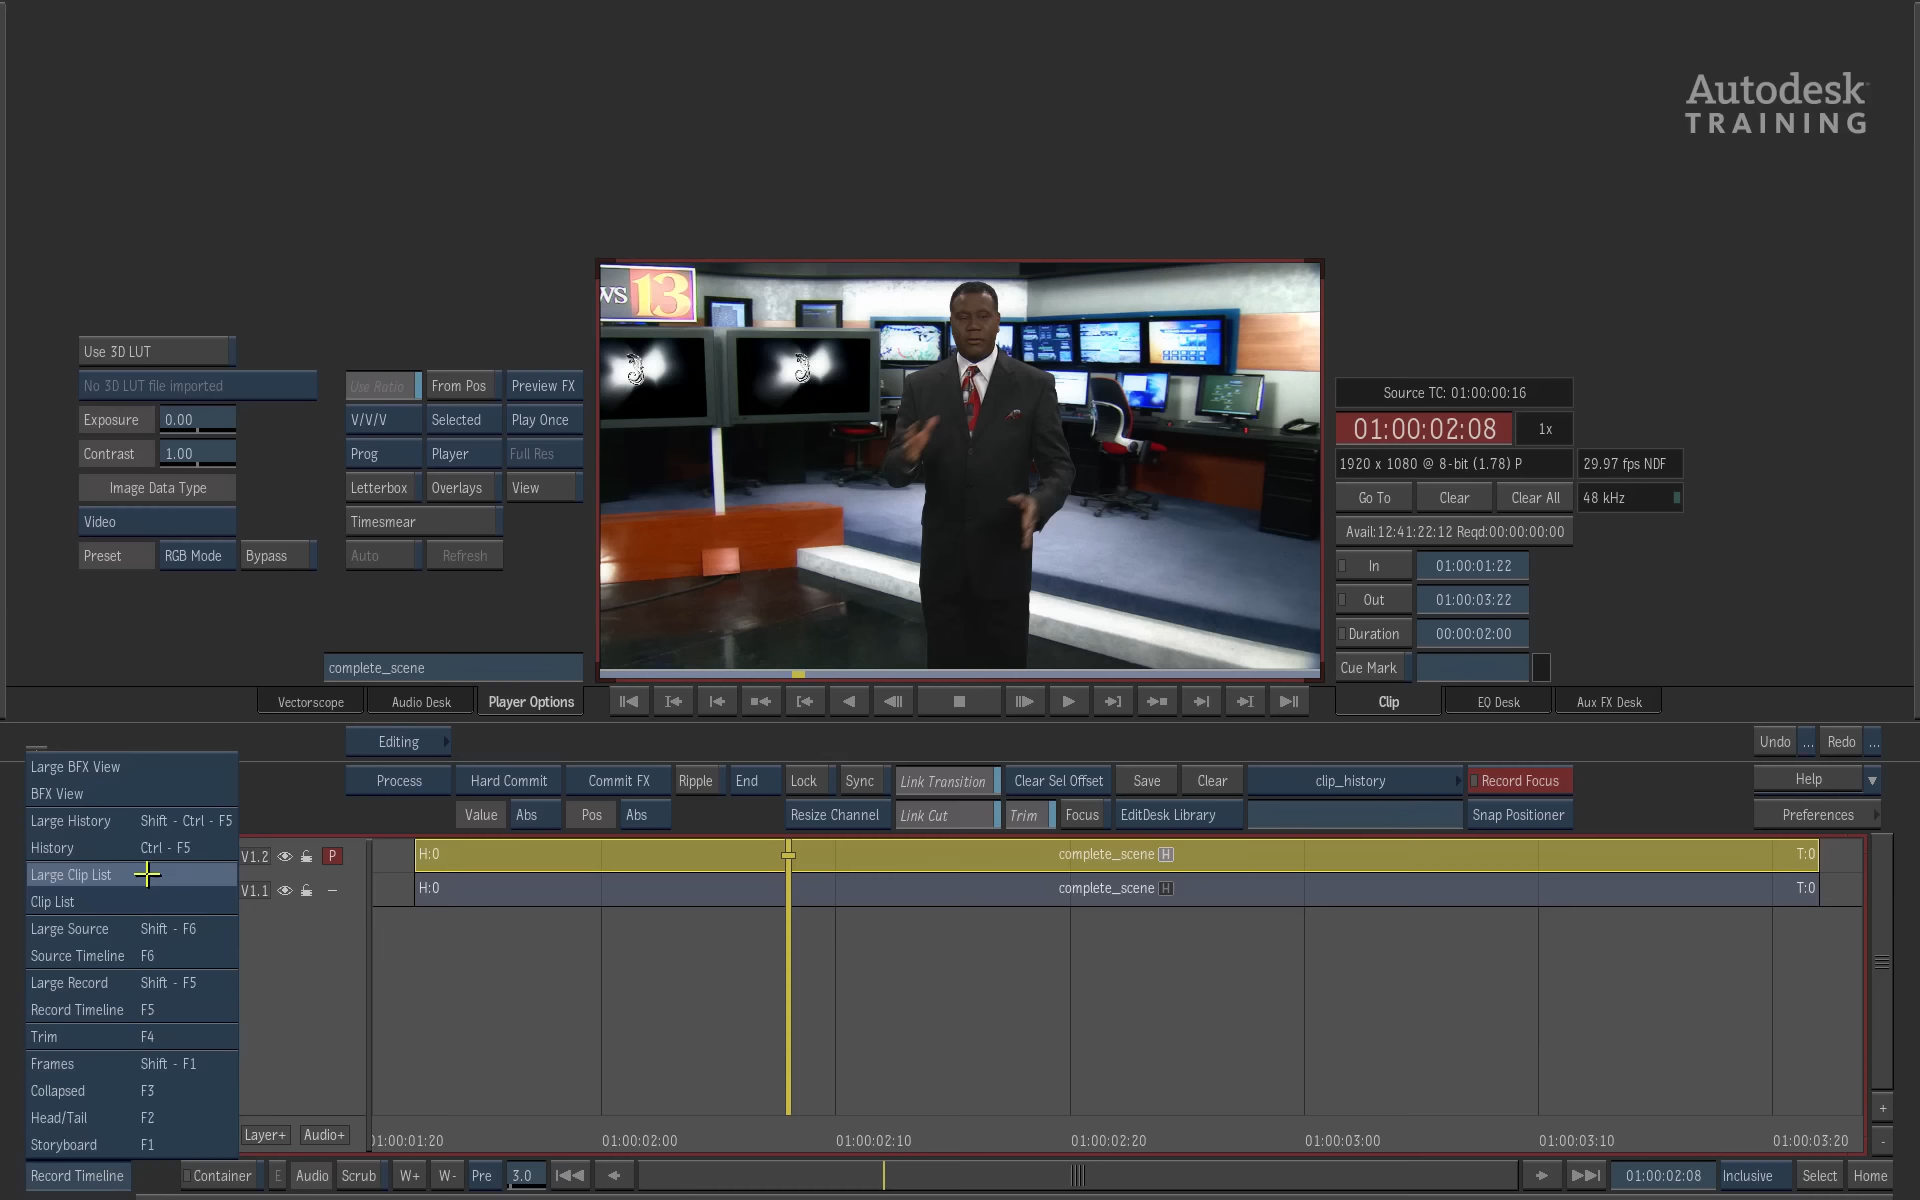 Autodesk
TRAINING
WS 13
Use 3D LUT
No 3D LUT file imported
Exposure 0.00
Contrast 1.00
Image Data Type
Video
Preset RGB Mode Bypass
Use Ratio From Pos Preview FX
V/V/V Selected Play Once
Prog Player Full Res
Letterbox Overlays View
Timesmear
Auto Refresh
complete_scene
Source TC: 01:00:00:16
01:00:02:08 1x
1920 x 1080 @ 8-bit (1.78) P 29.97 fps NDF
Go To Clear Clear All 48 kHz
Avail:12:41:22:12 Reqd:00:00:00:00
In 01:00:01:22
Out 01:00:03:22
Duration 00:00:02:00
Cue Mark
Vectorscope Audio Desk Player Options
Clip EQ Desk Aux FX Desk
Editing
Undo ... Redo ...
Process Hard Commit Commit FX Ripple End Lock Sync Link Transition Clear Sel Offset Save Clear clip_history Record Focus Help
Value Abs Pos Abs Resize Channel Link Cut Trim Focus EditDesk Library Snap Positioner Preferences
Large BFX View
BFX View
Large History Shift - Ctrl - F5
History Ctrl - F5
Large Clip List
Clip List
Large Source Shift - F6
Source Timeline F6
Large Record Shift - F5
Record Timeline F5
Trim F4
Frames Shift - F1
Collapsed F3
Head/Tail F2
Storyboard F1
V1.2 P H:0 complete_scene H T:0
V1.1 H:0 complete_scene H T:0
Layer+ Audio+ 01:00:01:20 01:00:02:00 01:00:02:10 01:00:02:20 01:00:03:00 01:00:03:10 01:00:03:20
+
-
Record Timeline Container E Audio Scrub W+ W- Pre 3.0 01:00:02:08 Inclusive Select Home